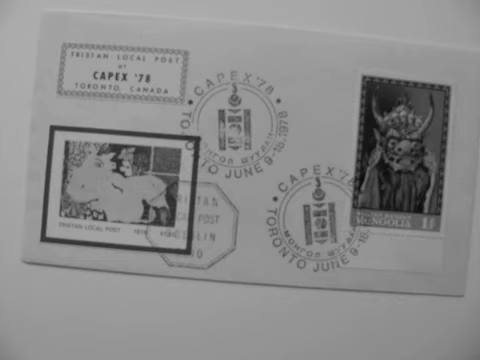 TRISTAN LOCAL POST
at
CAPEX '78
TORONTO, CANADA
CAPEX '78
TORONTO JUNE 9-18 1978
МОНГОЛ ШУУДАН
CAPEX '78
TORONTO JUNE 9-18
МОНГОЛ ШУУДАН
MONGOLIA
TRISTAN LOCAL POST 1978
TRISTAN
LOCAL POST